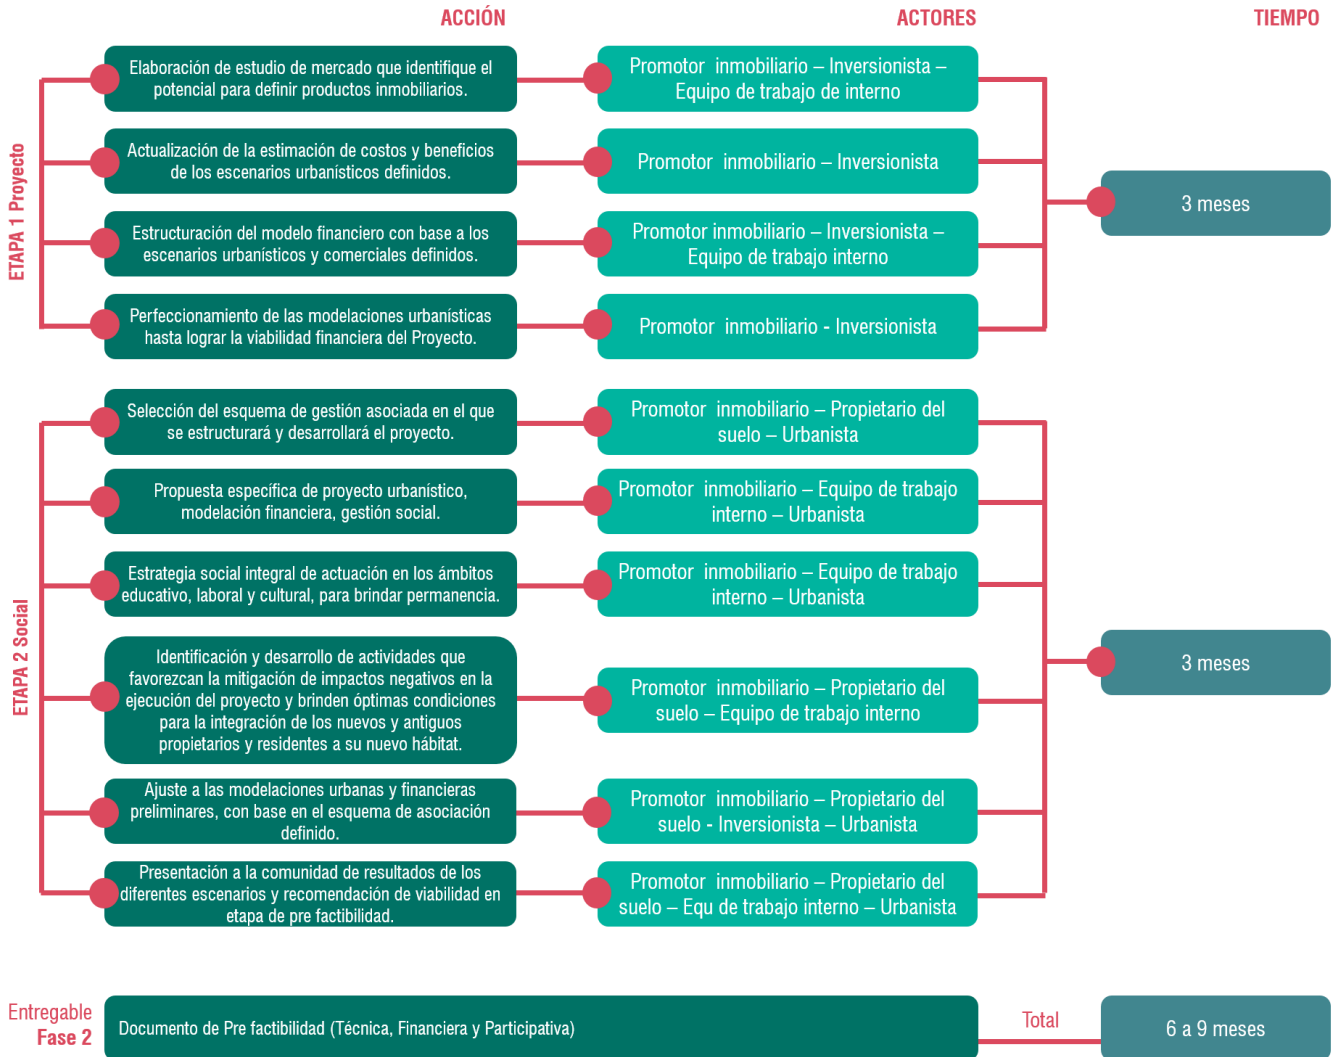 ACCIÓN
ACTORES
TIEMPO
ETAPA 1 Proyecto
Elaboración de estudio de mercado que identifique el
potencial para definir productos inmobiliarios.
Promotor inmobiliario – Inversionista –
Equipo de trabajo de interno
Actualización de la estimación de costos y beneficios
de los escenarios urbanísticos definidos.
Promotor inmobiliario – Inversionista
Estructuración del modelo financiero con base a los
escenarios urbanísticos y comerciales definidos.
Promotor inmobiliario – Inversionista –
Equipo de trabajo interno
Perfeccionamiento de las modelaciones urbanísticas
hasta lograr la viabilidad financiera del Proyecto.
Promotor inmobiliario - Inversionista
3 meses
ETAPA 2 Social
Selección del esquema de gestión asociada en el que
se estructurará y desarrollará el proyecto.
Promotor inmobiliario – Propietario del
suelo – Urbanista
Propuesta específica de proyecto urbanístico,
modelación financiera, gestión social.
Promotor inmobiliario – Equipo de trabajo
interno – Urbanista
Estrategia social integral de actuación en los ámbitos
educativo, laboral y cultural, para brindar permanencia.
Promotor inmobiliario – Equipo de trabajo
interno – Urbanista
Identificación y desarrollo de actividades que
favorezcan la mitigación de impactos negativos en la
ejecución del proyecto y brinden óptimas condiciones
para la integración de los nuevos y antiguos
propietarios y residentes a su nuevo hábitat.
Promotor inmobiliario – Propietario del
suelo – Equipo de trabajo interno
Ajuste a las modelaciones urbanas y financieras
preliminares, con base en el esquema de asociación
definido.
Promotor inmobiliario – Propietario del
suelo - Inversionista – Urbanista
Presentación a la comunidad de resultados de los
diferentes escenarios y recomendación de viabilidad en
etapa de pre factibilidad.
Promotor inmobiliario – Propietario del
suelo – Equ de trabajo interno – Urbanista
3 meses
Entregable
Fase 2
Documento de Pre factibilidad (Técnica, Financiera y Participativa)
Total
6 a 9 meses